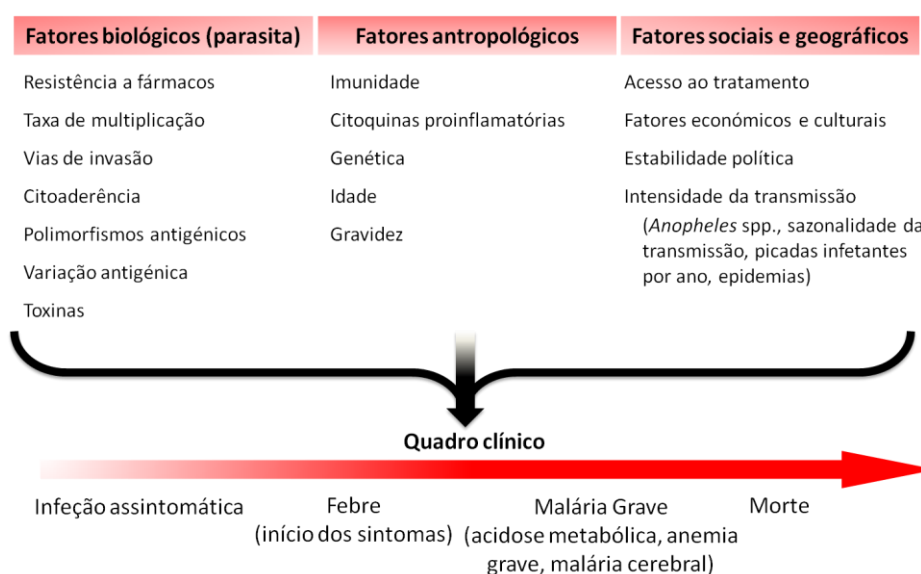 Fatores biológicos (parasita)
Resistência a fármacos
Taxa de multiplicação
Vias de invasão
Citoaderência
Polimorfismos antigénicos
Variação antigénica
Toxinas
Fatores antropológicos
Imunidade
Citoquinas proinflamatórias
Genética
Idade
Gravidez
Fatores sociais e geográficos
Acesso ao tratamento
Fatores económicos e culturais
Estabilidade política
Intensidade da transmissão
(Anopheles spp., sazonalidade da
transmissão, picadas infetantes
por ano, epidemias)
Quadro clínico
Infeção assintomática
Febre
(início dos sintomas)
Malária Grave
(acidose metabólica, anemia
grave, malária cerebral)
Morte